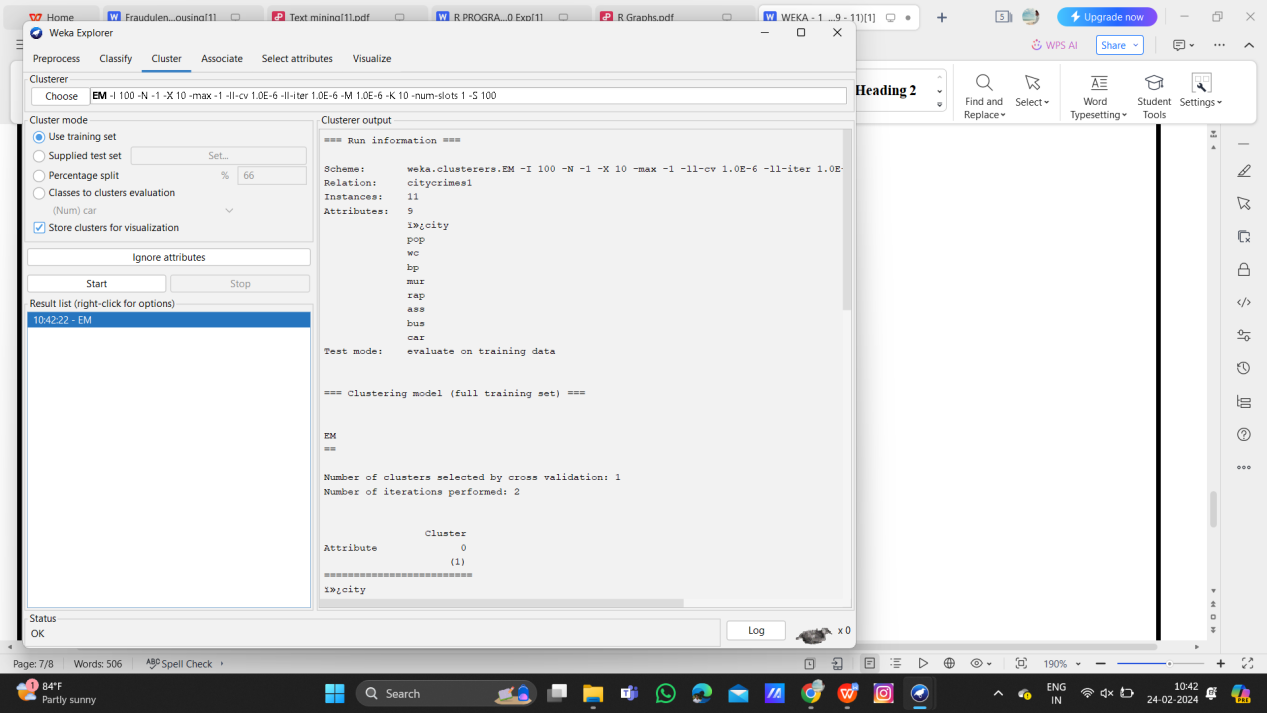 Home
Fraudulen_ousing[1]
Text mining[1].pdf
R PROGRA...0 Exp[1]
R Graphs.pdf
WEKA - 1 ...9 - 11)[1]
5
Upgrade now
Weka Explorer
WPS AI
Share
Preprocess Classify Cluster Associate Select attributes Visualize
Clusterer
Choose
EM -I 100 -N -1 -X 10 -max -1 -ll-cv 1.0E-6 -ll-iter 1.0E-6 -M 1.0E-6 -K 10 -num-slots 1 -S 100
Heading 2
Find and
Replace
Select
Word
Typesetting
Student
Tools
Settings
Cluster mode
Use training set
Supplied test set
Set...
Percentage split
% 66
Classes to clusters evaluation
(Num) car
Store clusters for visualization
Ignore attributes
Start
Stop
Result list (right-click for options)
10:42:22 - EM
Clusterer output
=== Run information ===
Scheme: weka.clusterers.EM -I 100 -N -1 -X 10 -max -1 -ll-cv 1.0E-6 -ll-iter 1.0E-
Relation: citycrimes1
Instances: 11
Attributes: 9
ï»¿city
pop
wc
bp
mur
rap
ass
bus
car
Test mode: evaluate on training data
=== Clustering model (full training set) ===
EM
==
Number of clusters selected by cross validation: 1
Number of iterations performed: 2
Cluster
Attribute 0
(1)
=========================
ï»¿city
Status
OK
Log
x 0
Page: 7/8
Words: 506
ABC Spell Check
190%
1
84°F
Partly sunny
Search
ENG
IN
10:42
24-02-2024
PRE